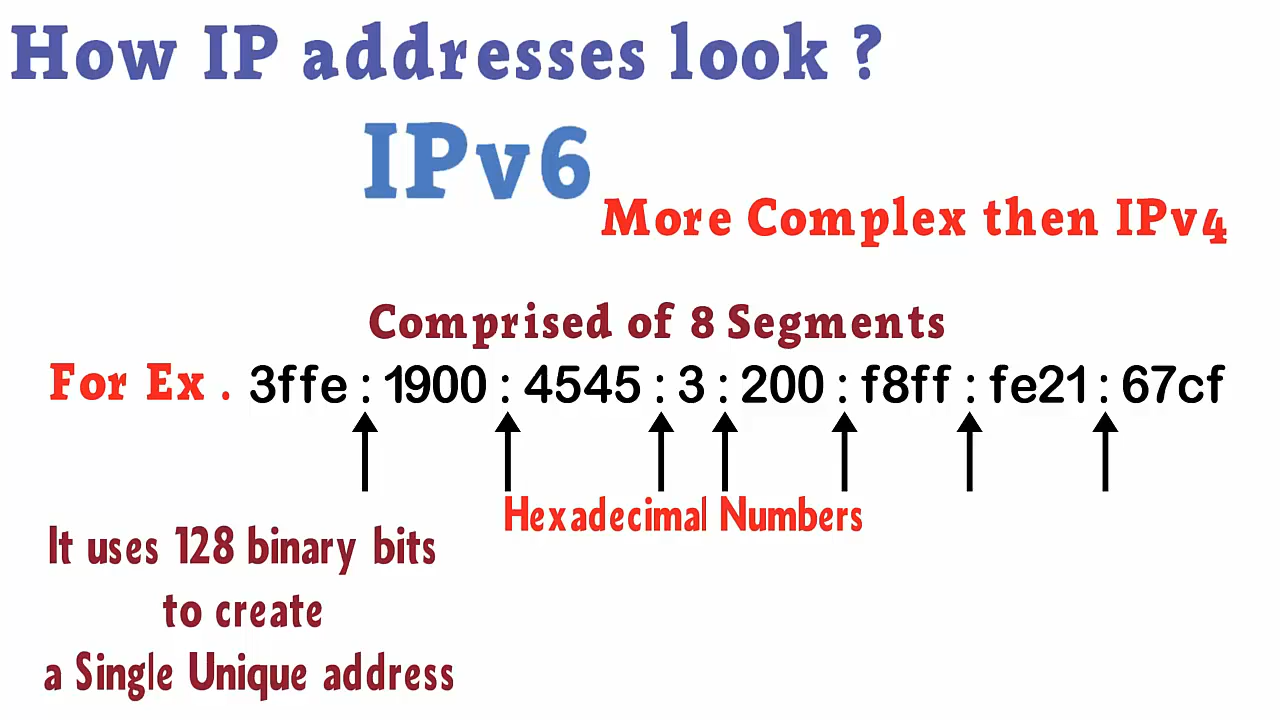 How IP addresses look ?
IPv6
More Complex then IPv4
Comprised of 8 Segments
For Ex . 3ffe : 1900 : 4545 : 3 : 200 : f8ff : fe21 : 67cf
Hexadecimal Numbers
It uses 128 binary bits
to create
a Single Unique address